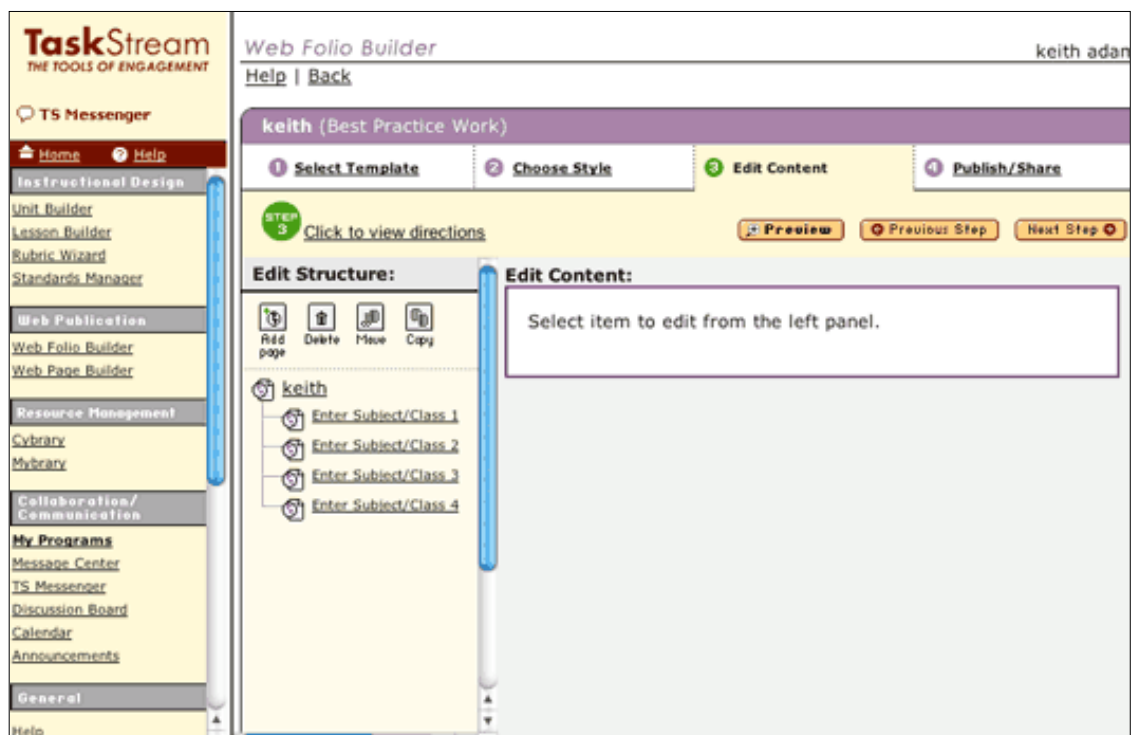 TaskStream
THE TOOLS OF ENGAGEMENT
TS Messenger
Home Help
Instructional Design
Unit Builder
Lesson Builder
Rubric Wizard
Standards Manager
Web Publication
Web Folio Builder
Web Page Builder
Resource Management
Cybrary
Mybrary
Collaboration/
Communication
My Programs
Message Center
TS Messenger
Discussion Board
Calendar
Announcements
General
Help
Web Folio Builder
keith adan
Help | Back
keith (Best Practice Work)
1 Select Template
2 Choose Style
3 Edit Content
4 Publish/Share
STEP
3
Click to view directions
Preview
Previous Step
Next Step
Edit Structure:
Add
page
Delete
Move
Copy
keith
Enter Subject/Class 1
Enter Subject/Class 2
Enter Subject/Class 3
Enter Subject/Class 4
Edit Content:
Select item to edit from the left panel.